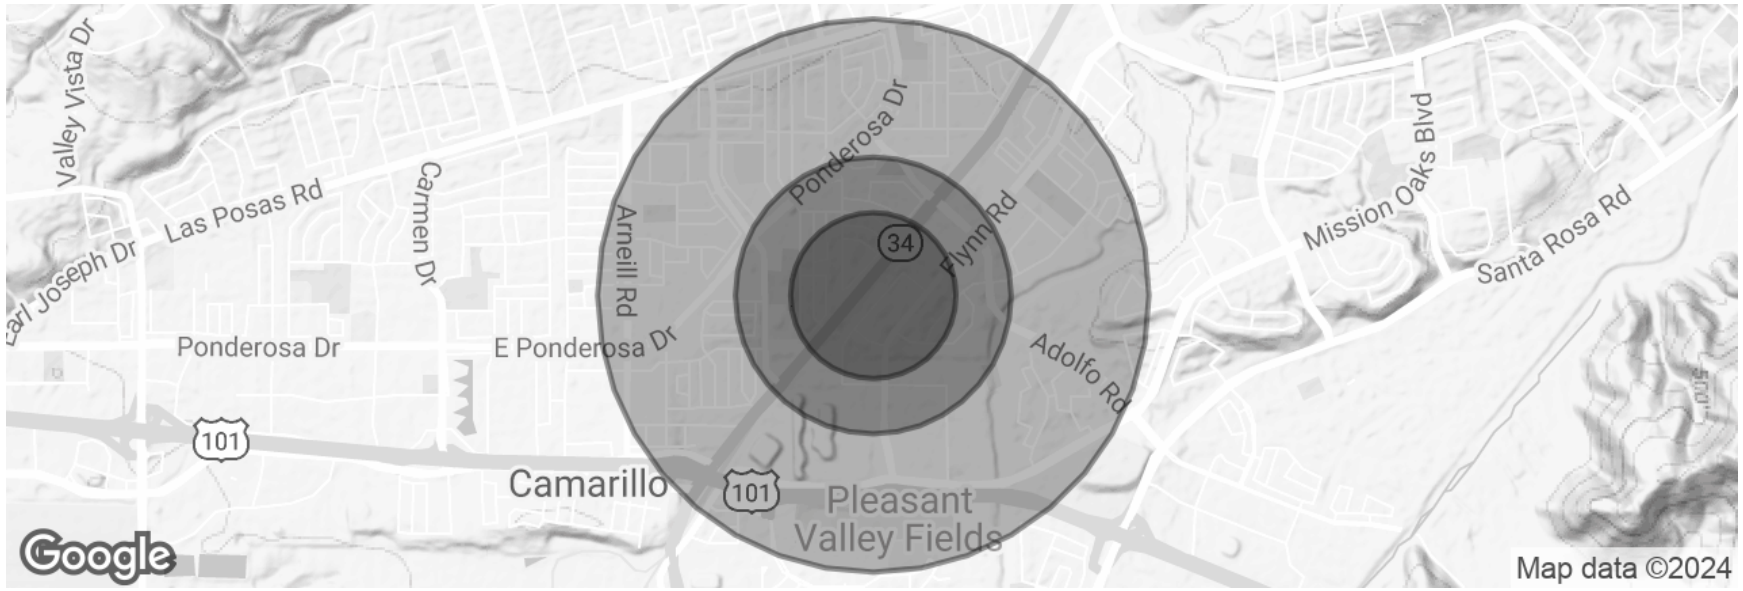 Valley Vista Dr
Ponderosa Dr
Mission Oaks Blvd
Las Posas Rd
Carmen Dr
Arneill Rd
34
Flynn Rd
Santa Rosa Rd
Earl Joseph Dr
Ponderosa Dr
E Ponderosa Dr
Adolfo Rd
500'
101
Camarillo
101
Pleasant
Valley Fields
Google
Map data ©2024